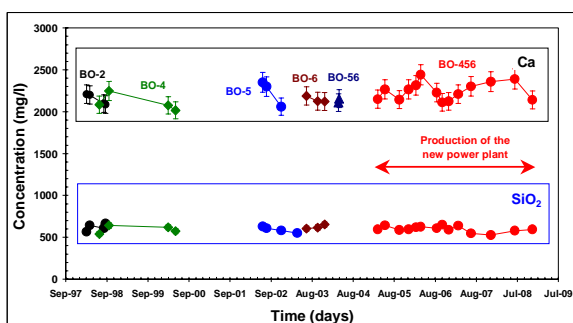 3000
2500
2000
1500
1000
500
0
Concentration (mg/l)
BO-2
BO-4
BO-5
BO-6
BO-56
BO-456
Ca
Production of the
new power plant
SiO2
Sep-97
Sep-98
Sep-99
Sep-00
Sep-01
Sep-02
Aug-03
Aug-04
Aug-05
Aug-06
Aug-07
Jul-08
Jul-09
Time (days)